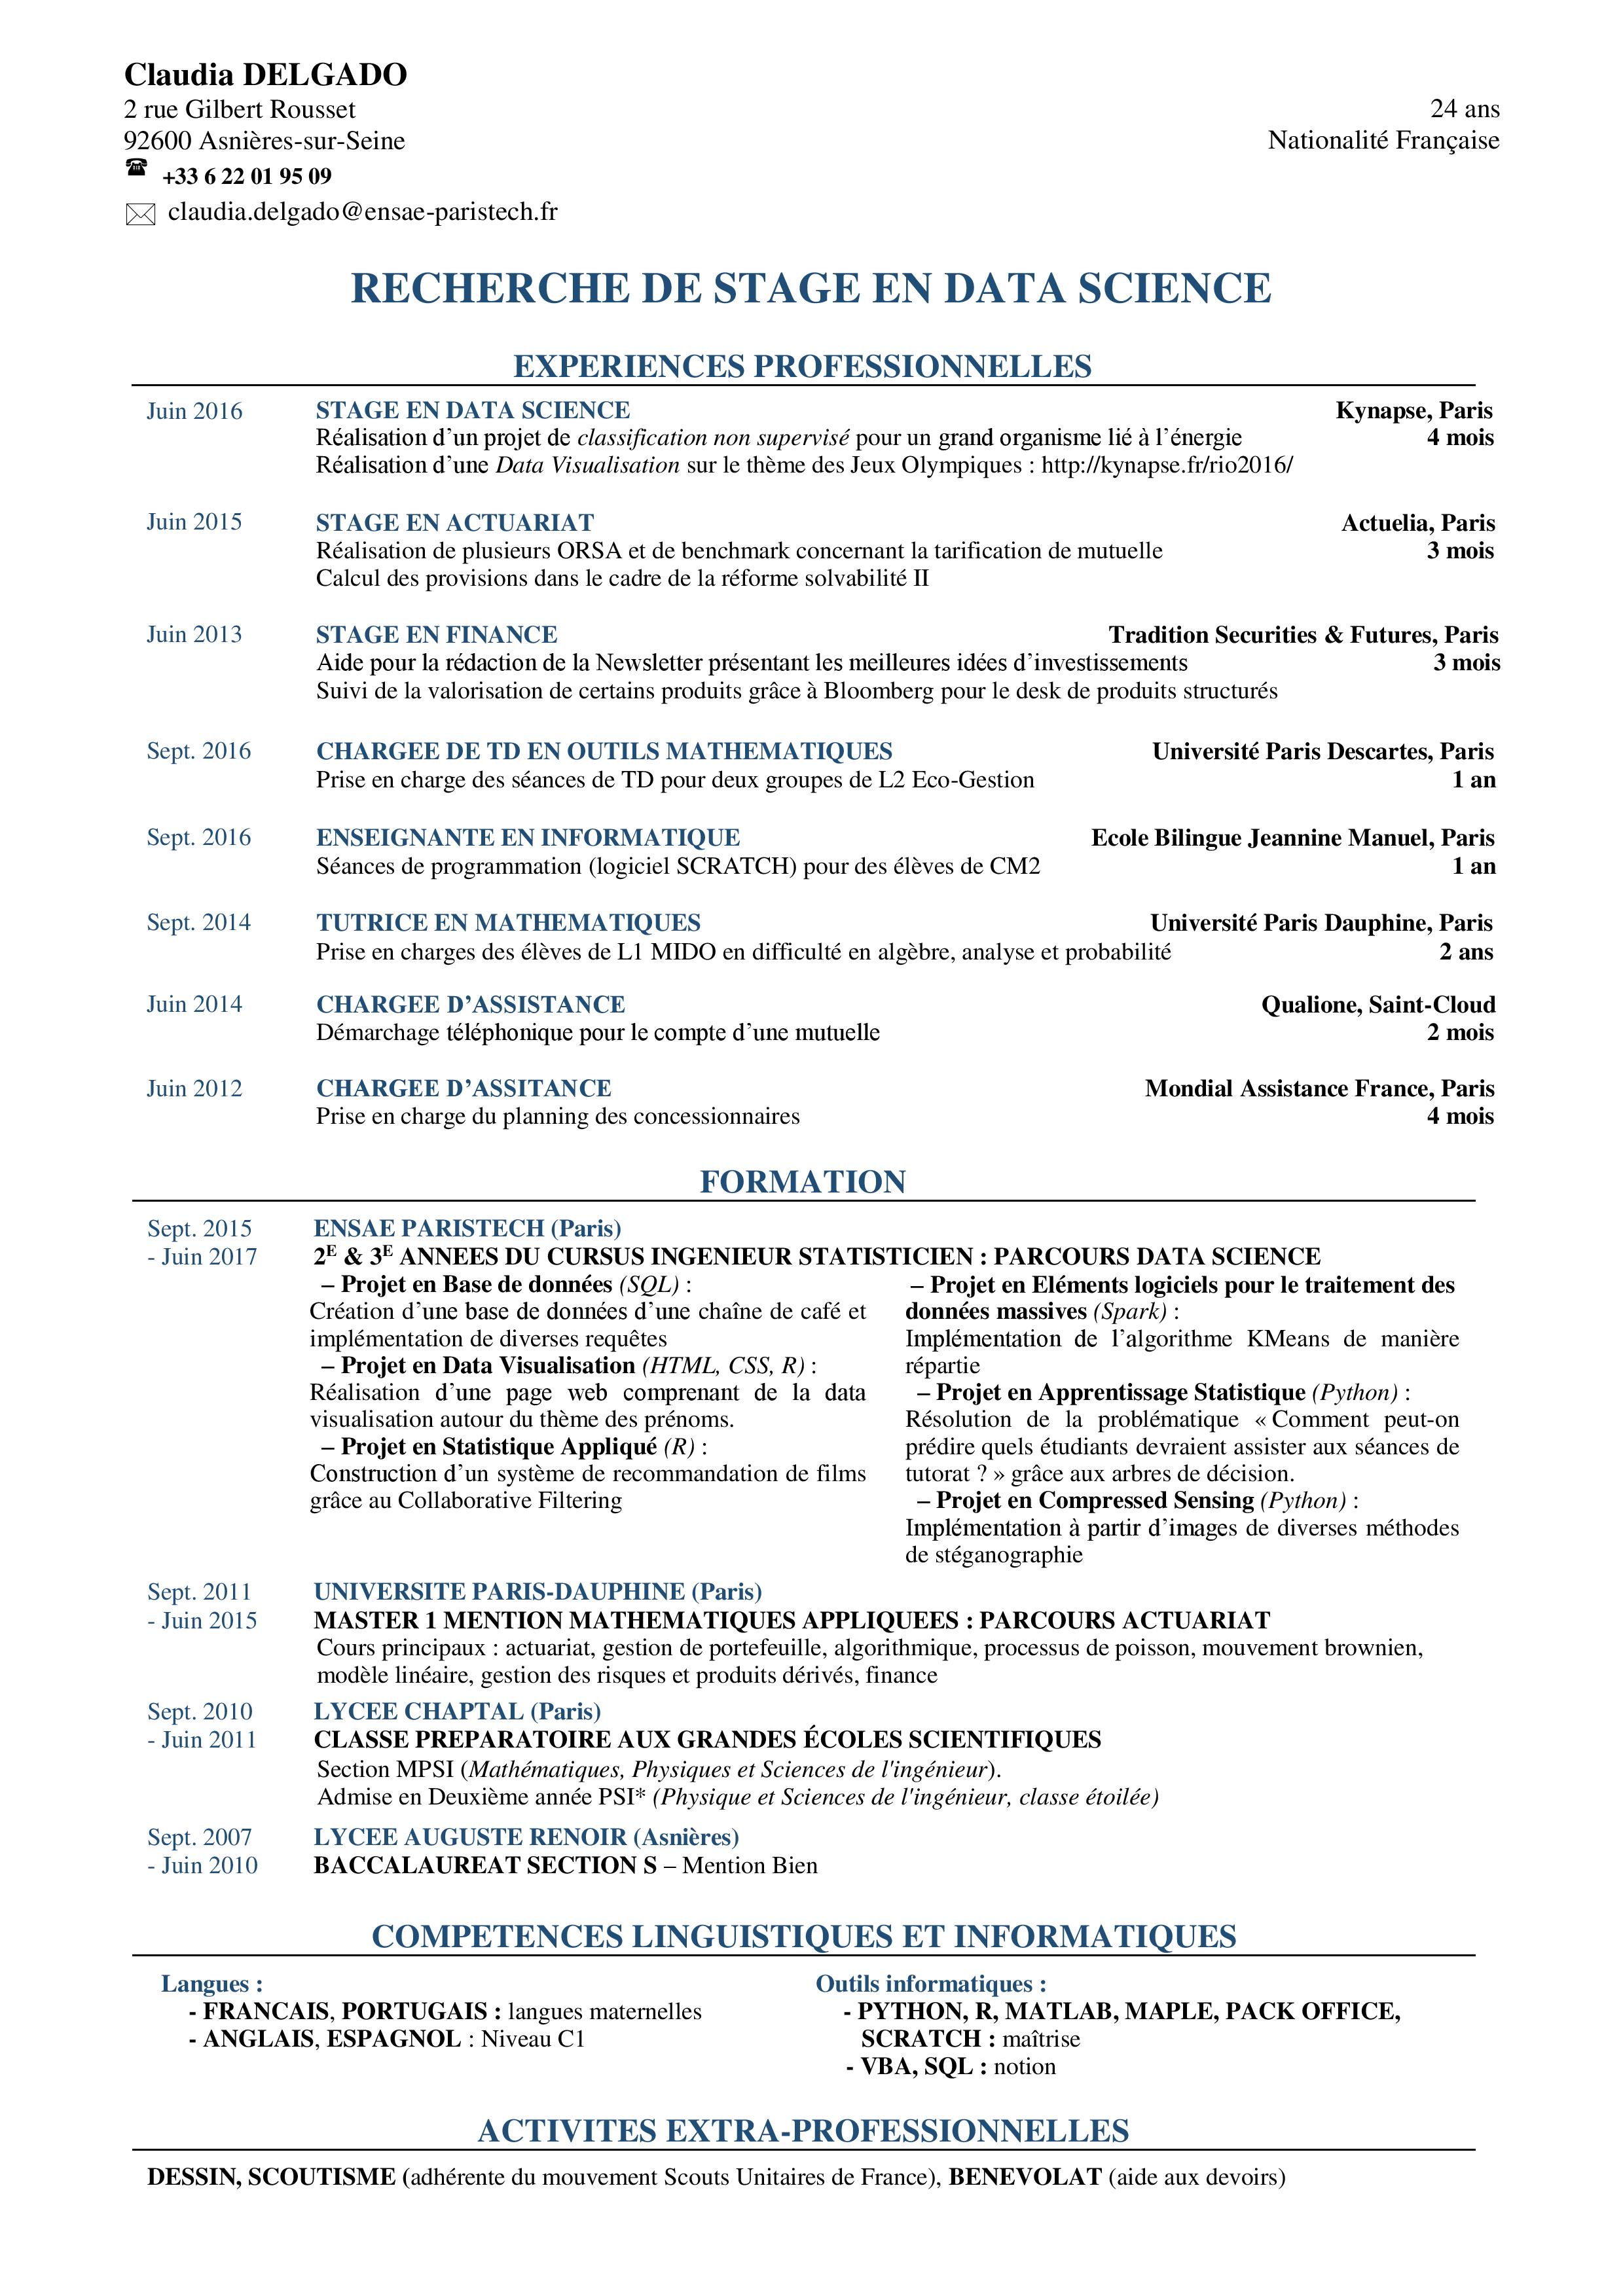 Claudia DELGADO
2 rue Gilbert Rousset
24 ans
92600 Asnières-sur-Seine
Nationalité Française
+33 6 22 01 95 09
claudia.delgado@ensae-paristech.fr
RECHERCHE DE STAGE EN DATA SCIENCE
EXPERIENCES PROFESSIONNELLES
Juin 2016 STAGE EN DATA SCIENCE Kynapse, Paris
Réalisation d’un projet de classification non supervisé pour un grand organisme lié à l’énergie 4 mois
Réalisation d’une Data Visualisation sur le thème des Jeux Olympiques : http://kynapse.fr/rio2016/
Juin 2015 STAGE EN ACTUARIAT Actuelia, Paris
Réalisation de plusieurs ORSA et de benchmark concernant la tarification de mutuelle 3 mois
Calcul des provisions dans le cadre de la réforme solvabilité II
Juin 2013 STAGE EN FINANCE Tradition Securities & Futures, Paris
Aide pour la rédaction de la Newsletter présentant les meilleures idées d’investissements 3 mois
Suivi de la valorisation de certains produits grâce à Bloomberg pour le desk de produits structurés
Sept. 2016 CHARGEE DE TD EN OUTILS MATHEMATIQUES Université Paris Descartes, Paris
Prise en charge des séances de TD pour deux groupes de L2 Eco-Gestion 1 an
Sept. 2016 ENSEIGNANTE EN INFORMATIQUE Ecole Bilingue Jeannine Manuel, Paris
Séances de programmation (logiciel SCRATCH) pour des élèves de CM2 1 an
Sept. 2014 TUTRICE EN MATHEMATIQUES Université Paris Dauphine, Paris
Prise en charges des élèves de L1 MIDO en difficulté en algèbre, analyse et probabilité 2 ans
Juin 2014 CHARGEE D’ASSISTANCE Qualione, Saint-Cloud
Démarchage téléphonique pour le compte d’une mutuelle 2 mois
Juin 2012 CHARGEE D’ASSITANCE Mondial Assistance France, Paris
Prise en charge du planning des concessionnaires 4 mois
FORMATION
Sept. 2015 ENSAE PARISTECH (Paris)
- Juin 2017 2E & 3E ANNEES DU CURSUS INGENIEUR STATISTICIEN : PARCOURS DATA SCIENCE
– Projet en Base de données (SQL) :
Création d’une base de données d’une chaîne de café et
implémentation de diverses requêtes
– Projet en Data Visualisation (HTML, CSS, R) :
Réalisation d’une page web comprenant de la data
visualisation autour du thème des prénoms.
– Projet en Statistique Appliqué (R) :
Construction d’un système de recommandation de films
grâce au Collaborative Filtering
– Projet en Eléments logiciels pour le traitement des
données massives (Spark) :
Implémentation de l’algorithme KMeans de manière
répartie
– Projet en Apprentissage Statistique (Python) :
Résolution de la problématique « Comment peut-on
prédire quels étudiants devraient assister aux séances de
tutorat ? » grâce aux arbres de décision.
– Projet en Compressed Sensing (Python) :
Implémentation à partir d’images de diverses méthodes
de stéganographie
Sept. 2011 UNIVERSITE PARIS-DAUPHINE (Paris)
- Juin 2015 MASTER 1 MENTION MATHEMATIQUES APPLIQUEES : PARCOURS ACTUARIAT
Cours principaux : actuariat, gestion de portefeuille, algorithmique, processus de poisson, mouvement brownien,
modèle linéaire, gestion des risques et produits dérivés, finance
Sept. 2010 LYCEE CHAPTAL (Paris)
- Juin 2011 CLASSE PREPARATOIRE AUX GRANDES ÉCOLES SCIENTIFIQUES
Section MPSI (Mathématiques, Physiques et Sciences de l'ingénieur).
Admise en Deuxième année PSI* (Physique et Sciences de l'ingénieur, classe étoilée)
Sept. 2007 LYCEE AUGUSTE RENOIR (Asnières)
- Juin 2010 BACCALAUREAT SECTION S – Mention Bien
COMPETENCES LINGUISTIQUES ET INFORMATIQUES
Langues :
- FRANCAIS, PORTUGAIS : langues maternelles
- ANGLAIS, ESPAGNOL : Niveau C1
Outils informatiques :
- PYTHON, R, MATLAB, MAPLE, PACK OFFICE,
SCRATCH : maîtrise
- VBA, SQL : notion
ACTIVITES EXTRA-PROFESSIONNELLES
DESSIN, SCOUTISME (adhérente du mouvement Scouts Unitaires de France), BENEVOLAT (aide aux devoirs)